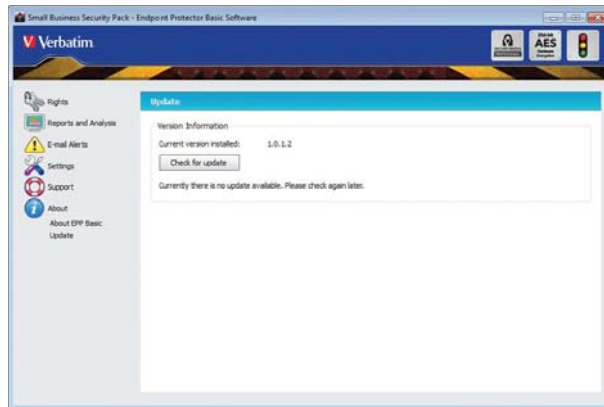 Small Business Security Pack - Endpoint Protector Basic Software
Verbatim
AES
Rights
Reports and Analysis
E-mail Alerts
Settings
Support
About
About EPP Basic
Update
Update
Version Information
Current version installed: 1.0.1.2
Check for update
Currently there is no update available. Please check again later.